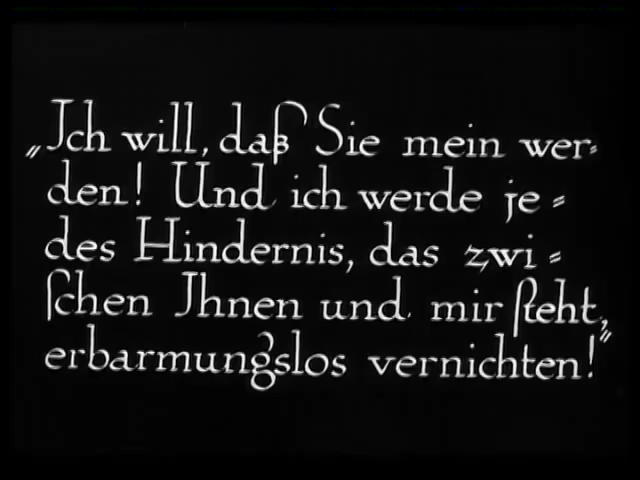 „Ich will, daß Sie mein wer-
den! Und ich werde je-
des Hindernis, das zwi-
ſchen Ihnen und mir ſteht,
erbarmungslos vernichten!“